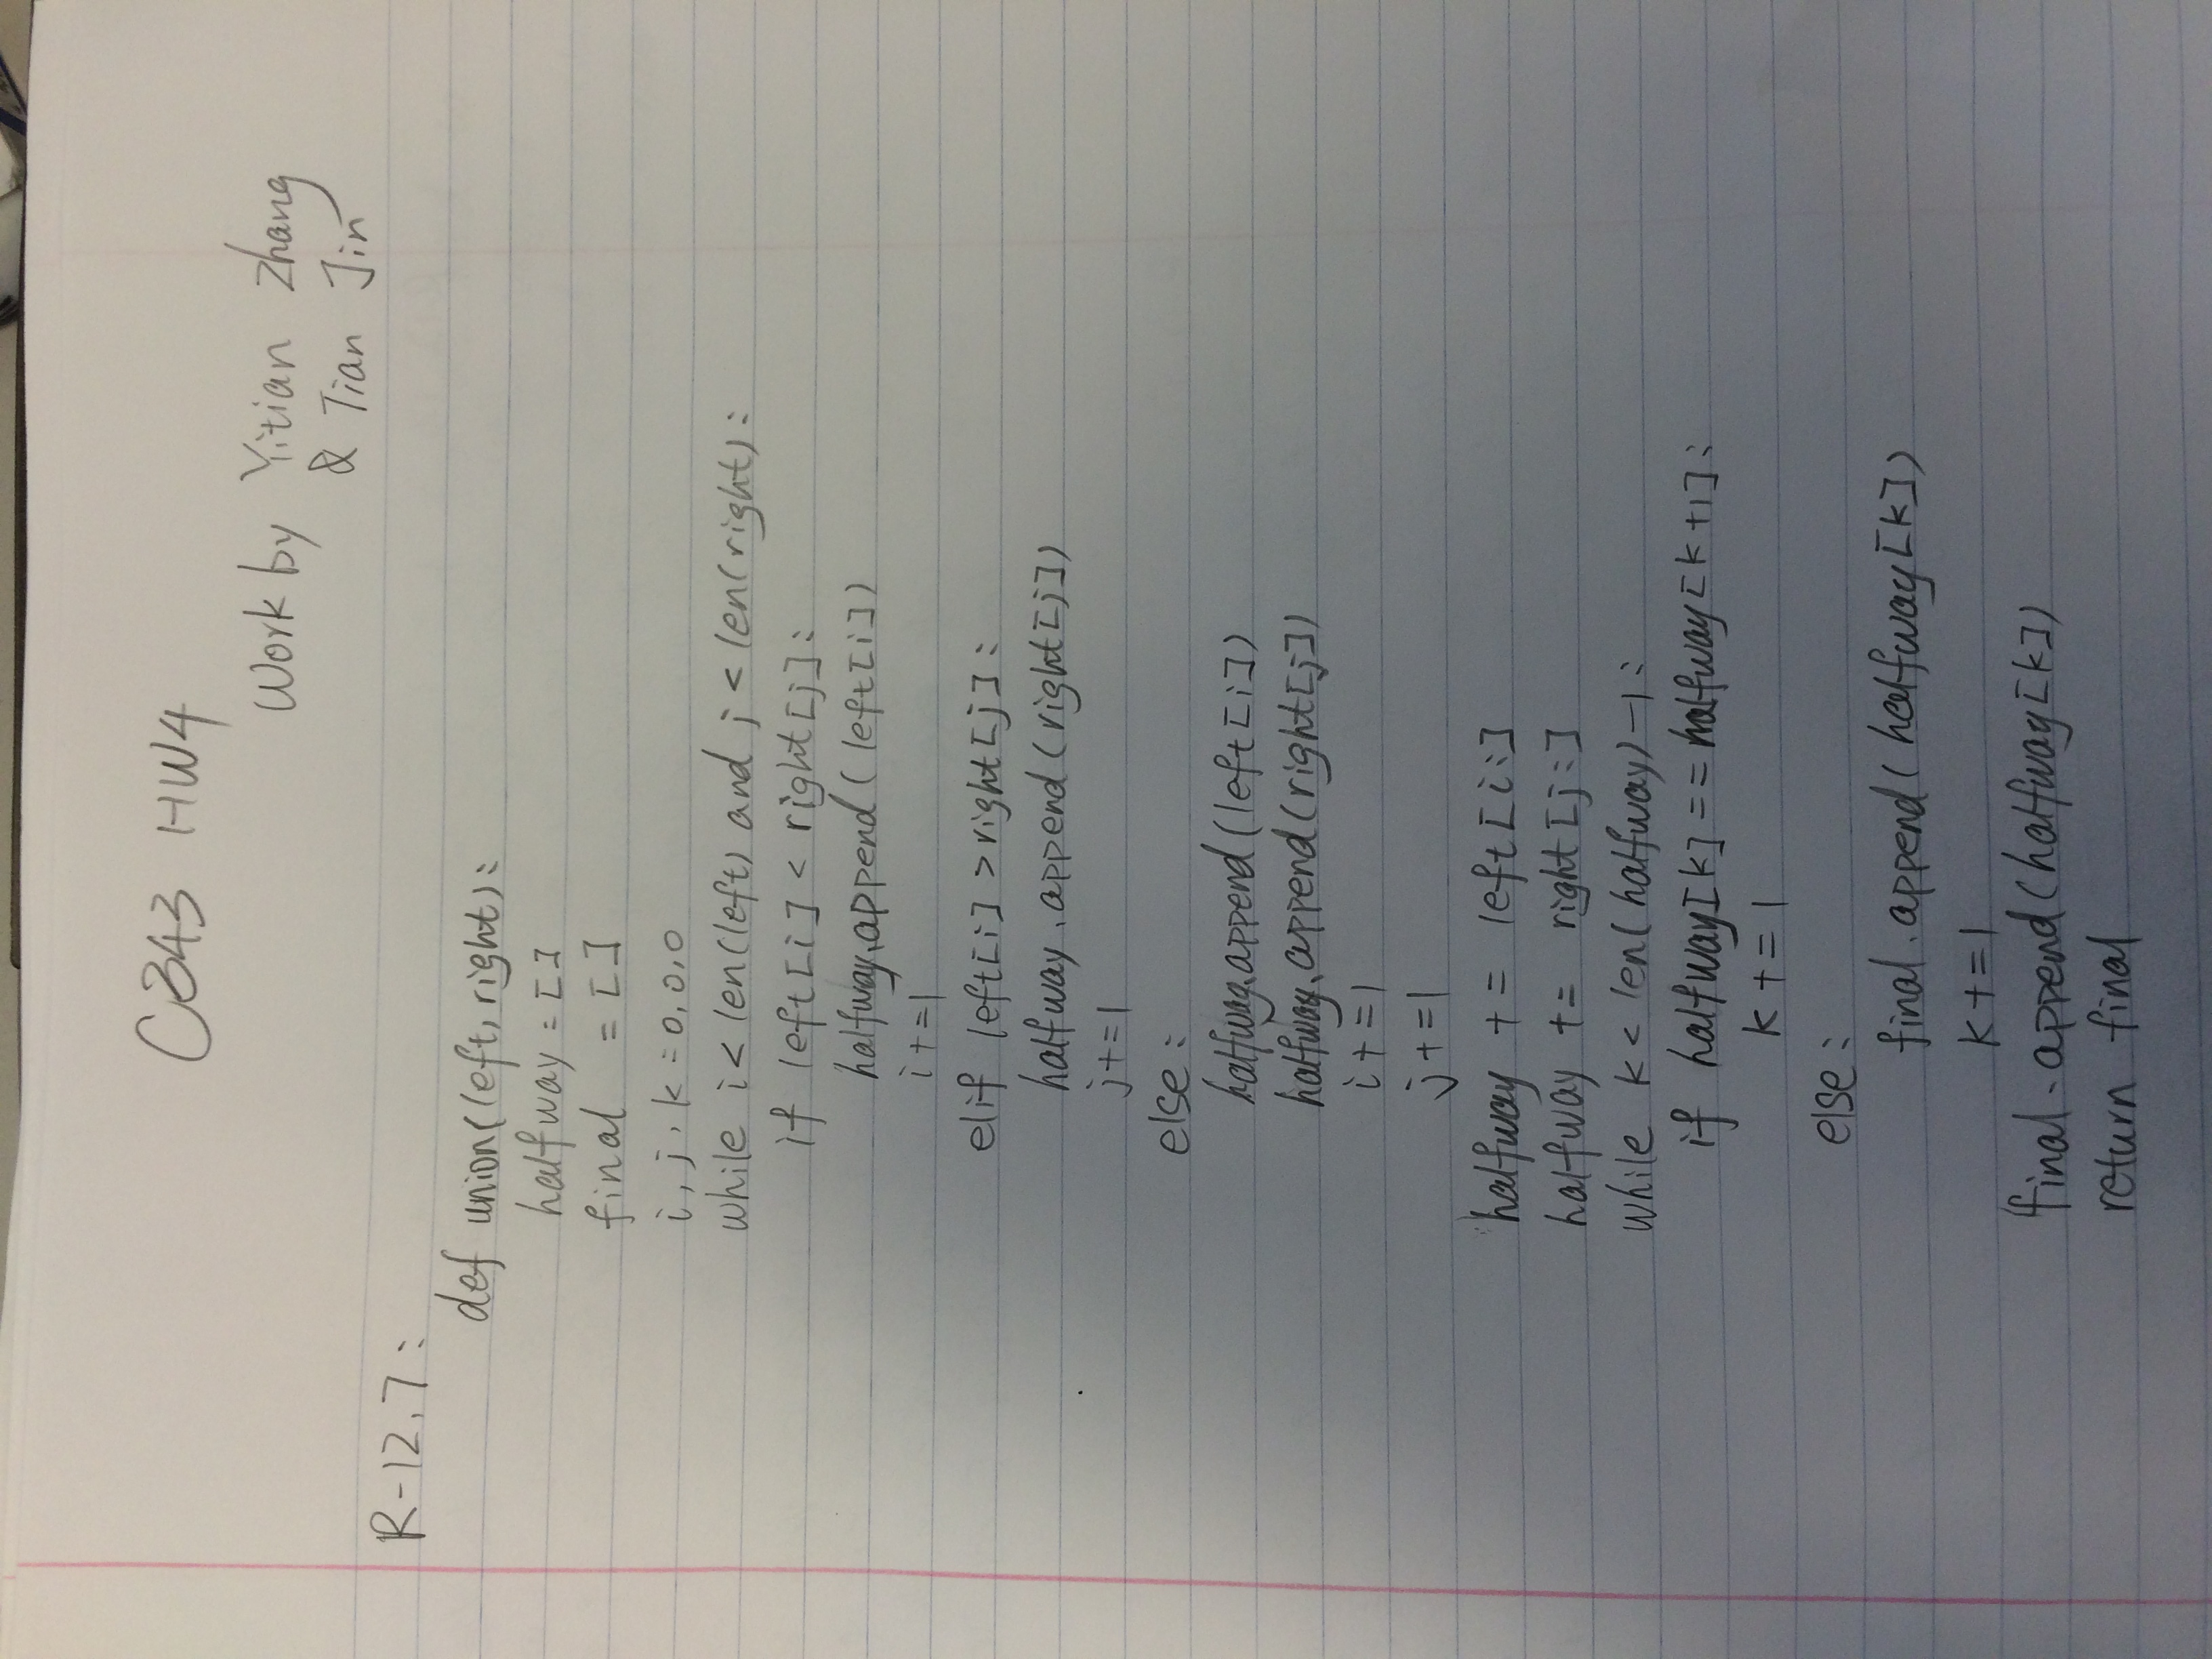 C343 HW4
Work by Yitian Zhang
& Tian Jin
R-12.7:
def union(left, right):
halfway = []
final = []
i, j, k = 0, 0, 0
while i < len(left) and j < len(right):
if left[i] < right[j]:
halfway.append(left[i])
i += 1
elif left[i] > right[j]:
halfway.append(right[j])
j += 1
else:
halfway.append(left[i])
halfway.append(right[j])
i += 1
j += 1
halfway += left[i:]
halfway += right[j:]
while k < len(halfway) - 1:
if halfway[k] == halfway[k+1]:
k += 1
else:
final.append(halfway[k])
k += 1
final.append(halfway[k])
return final